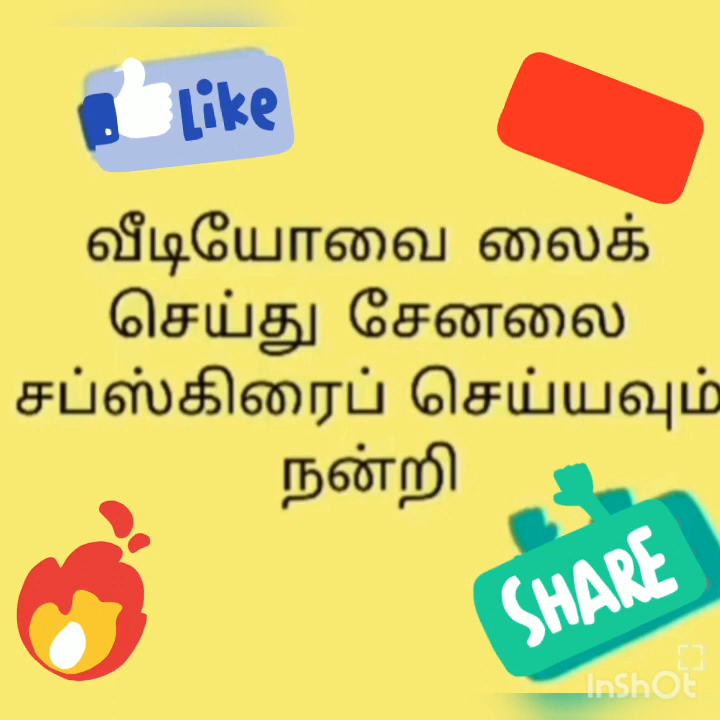 Like
வீடியோவை லைக்
செய்து சேனலை
சப்ஸ்கிரைப் செய்யவும்
நன்றி
SHARE
InShOt